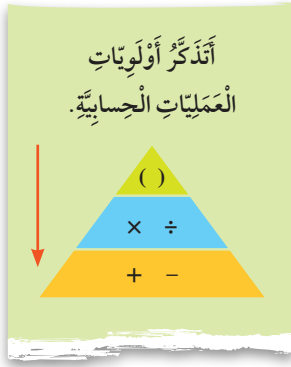 أَتَذَكَّرُ أَوْلَوِيّاتِ
الْعَمَلِيّاتِ الْحِسابِيَّةِ.
( )
× ÷
+ −